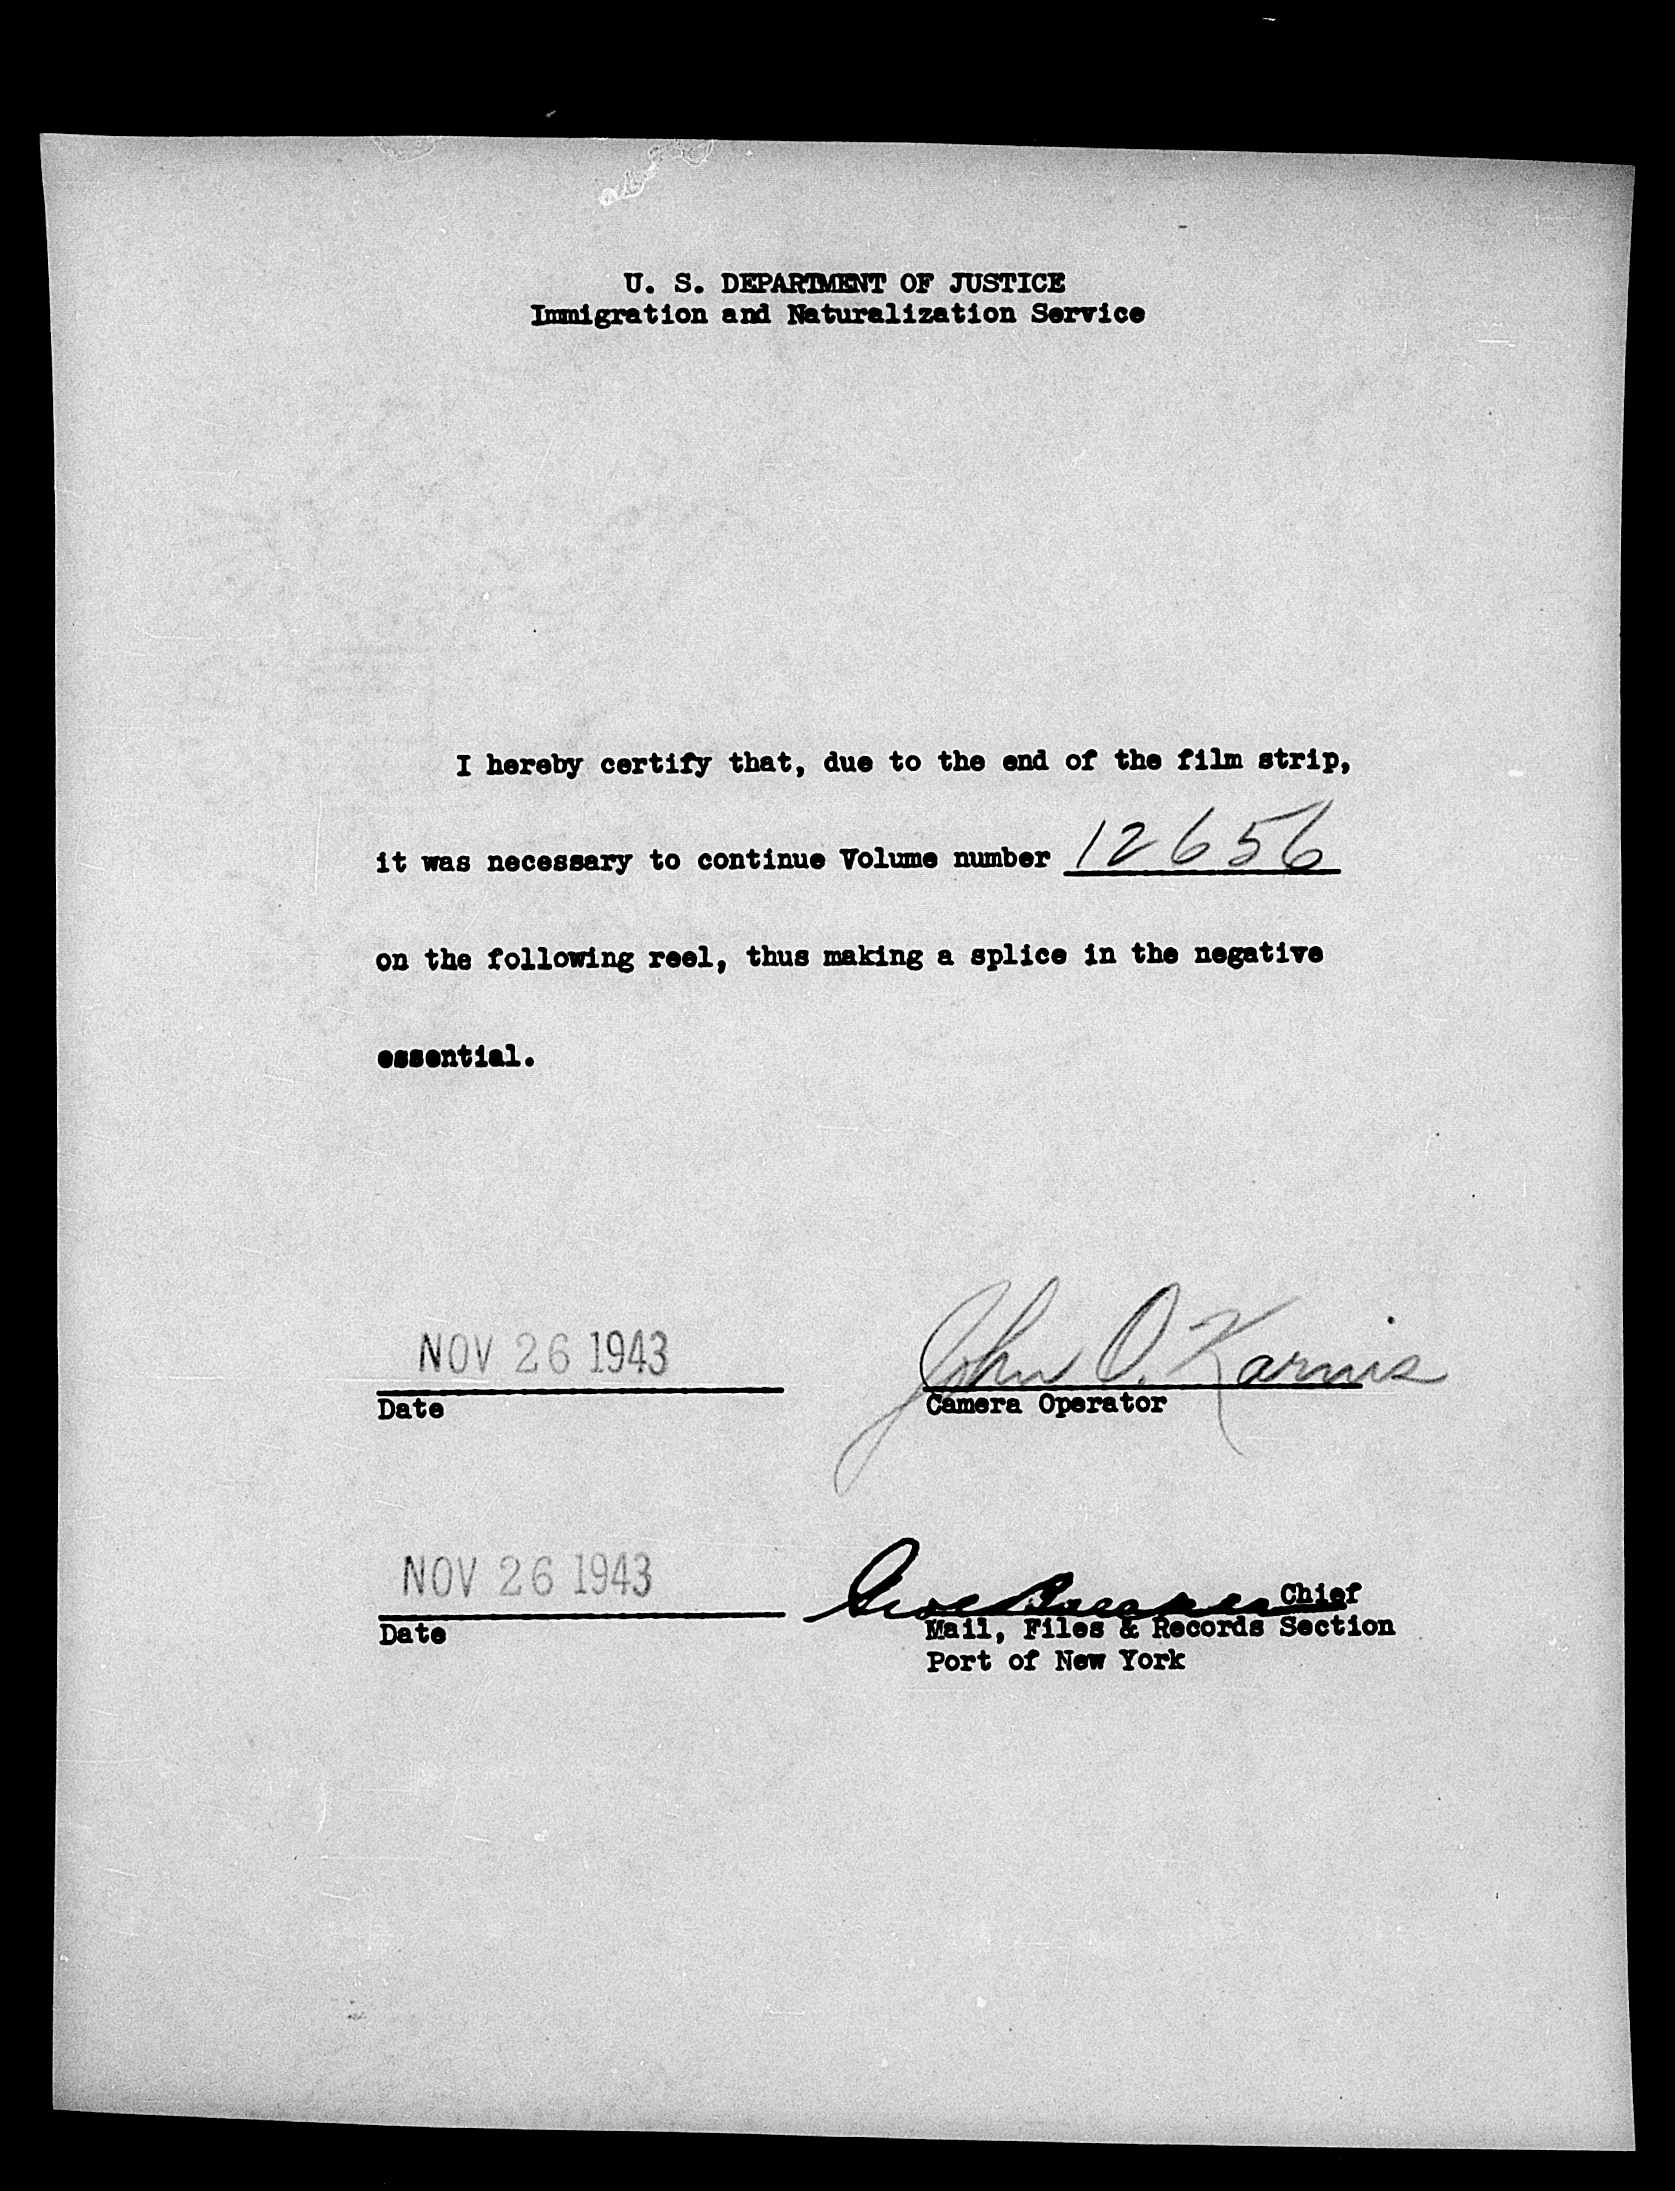 U. S. DEPARTMENT OF JUSTICE
Immigration and Naturalization Service
I hereby certify that, due to the end of the film strip,
it was necessary to continue Volume number 12656
on the following reel, thus making a splice in the negative
essential.
NOV 26 1943
John O. Karnis
Date
Camera Operator
NOV 26 1943
Chief
Date
Mail, Files & Records Section
Port of New York